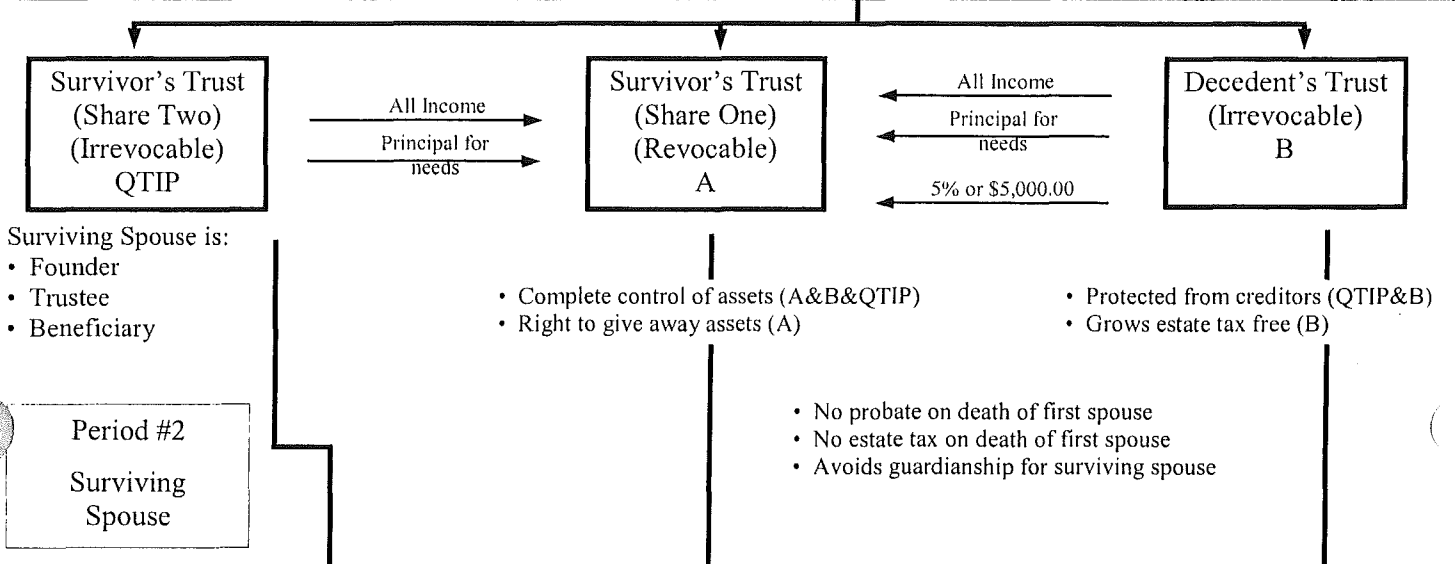 Survivor's Trust
(Share Two)
(Irrevocable)
QTIP
All Income
Principal for
needs
Survivor's Trust
(Share One)
(Revocable)
A
All Income
Principal for
needs
5% or $5,000.00
Decedent's Trust
(Irrevocable)
B
Surviving Spouse is:
• Founder
• Trustee
• Beneficiary
• Complete control of assets (A&B&QTIP)
• Right to give away assets (A)
• Protected from creditors (QTIP&B)
• Grows estate tax free (B)
Period #2
Surviving
Spouse
• No probate on death of first spouse
• No estate tax on death of first spouse
• Avoids guardianship for surviving spouse